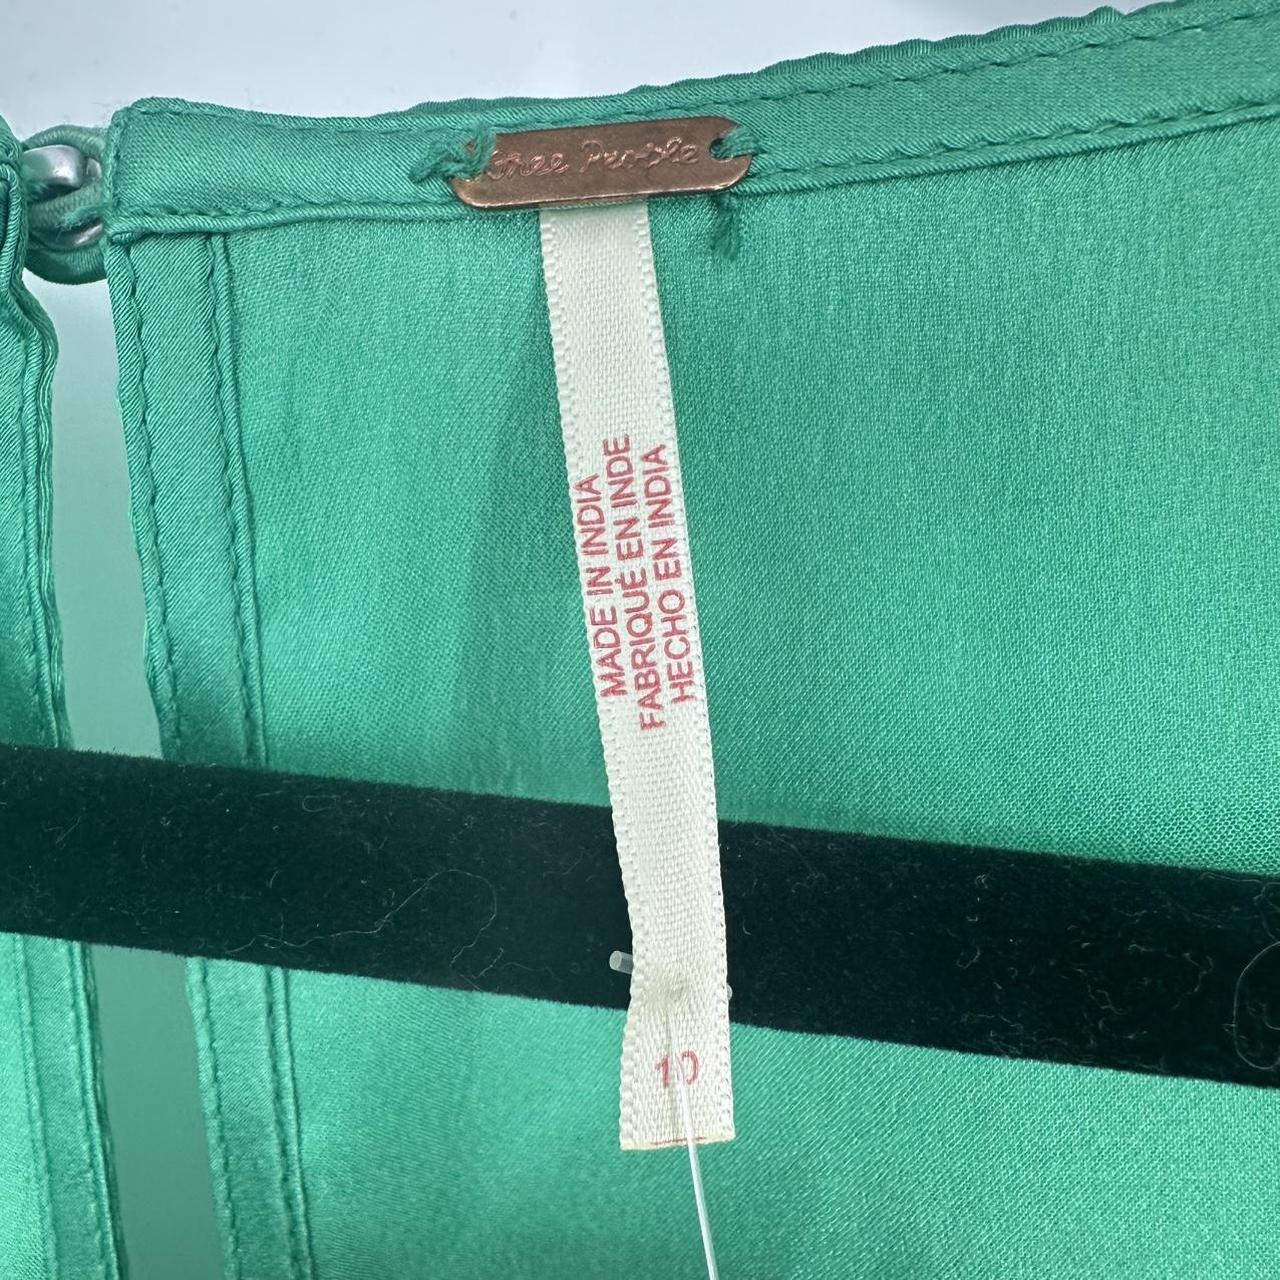 Free People
MADE IN INDIA
FABRIQUÉ EN INDE
HECHO EN INDIA
10